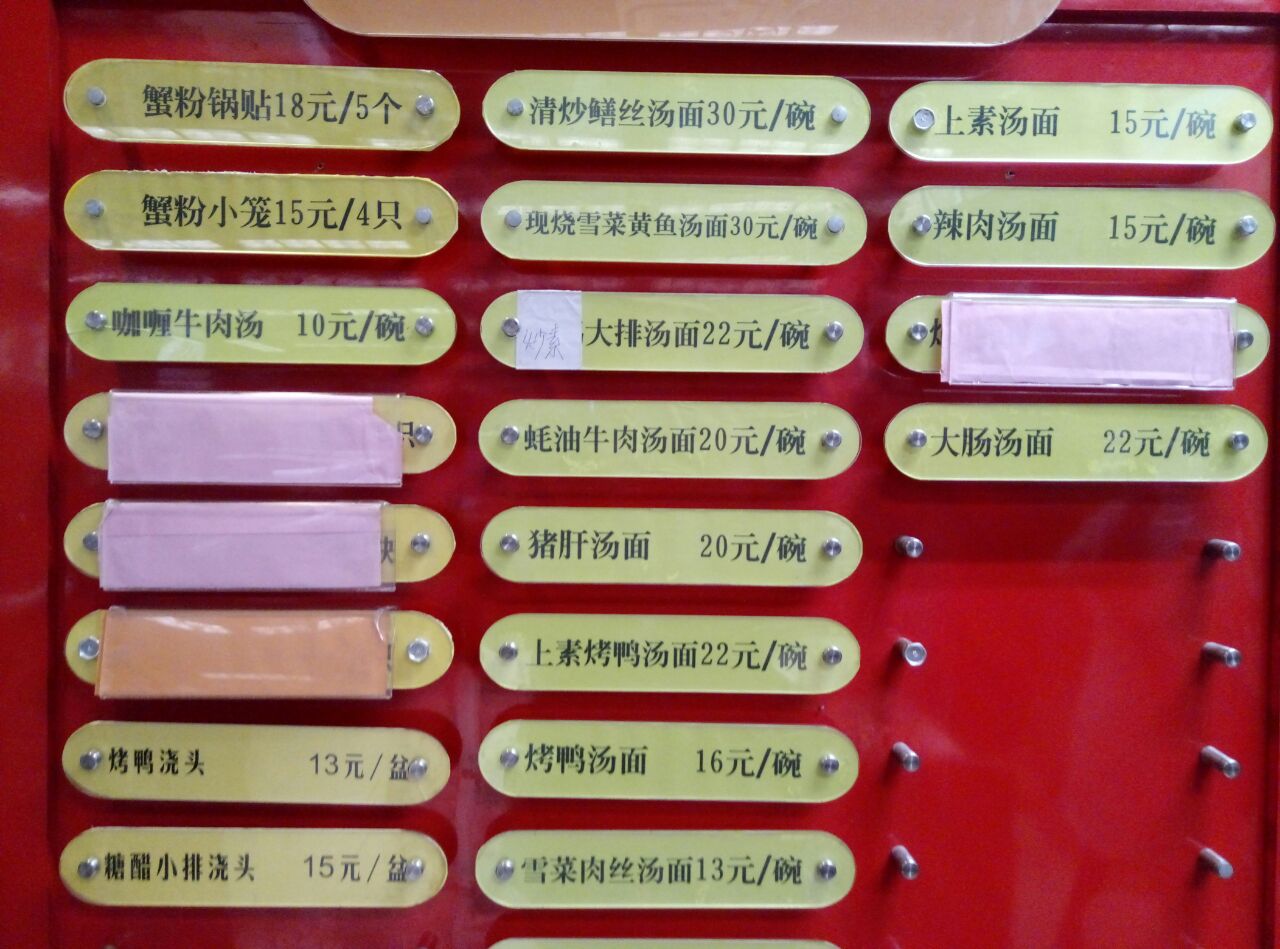 蟹粉锅贴18元/5个
蟹粉小笼15元/4只
咖喱牛肉汤 10元/碗
只
烤鸭浇头 13元/盆
糖醋小排浇头 15元/盆
清炒鳝丝汤面30元/碗
现烧雪菜黄鱼汤面30元/碗
炒素大排汤面22元/碗
蚝油牛肉汤面20元/碗
猪肝汤面 20元/碗
上素烤鸭汤面22元/碗
烤鸭汤面 16元/碗
雪菜肉丝汤面13元/碗
上素汤面 15元/碗
辣肉汤面 15元/碗
大肠汤面 22元/碗